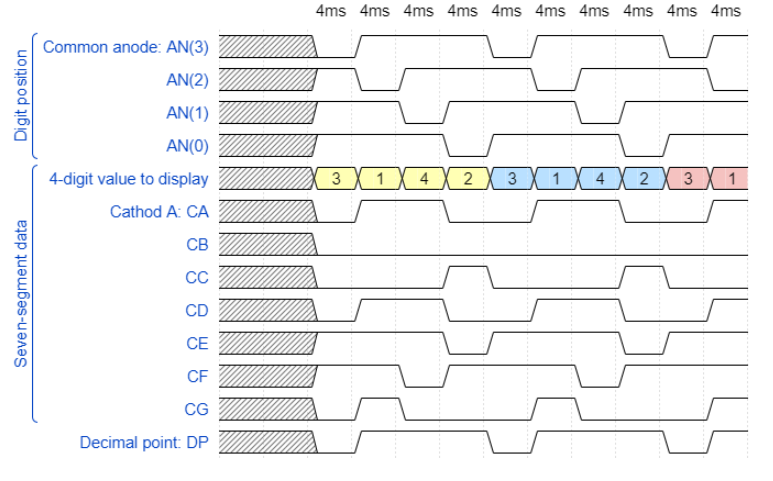 4ms 4ms 4ms 4ms 4ms 4ms 4ms 4ms 4ms 4ms
Digit position
Common anode: AN(3)
AN(2)
AN(1)
AN(0)
Seven-segment data
4-digit value to display 3 1 4 2 3 1 4 2 3 1
Cathod A: CA
CB
CC
CD
CE
CF
CG
Decimal point: DP